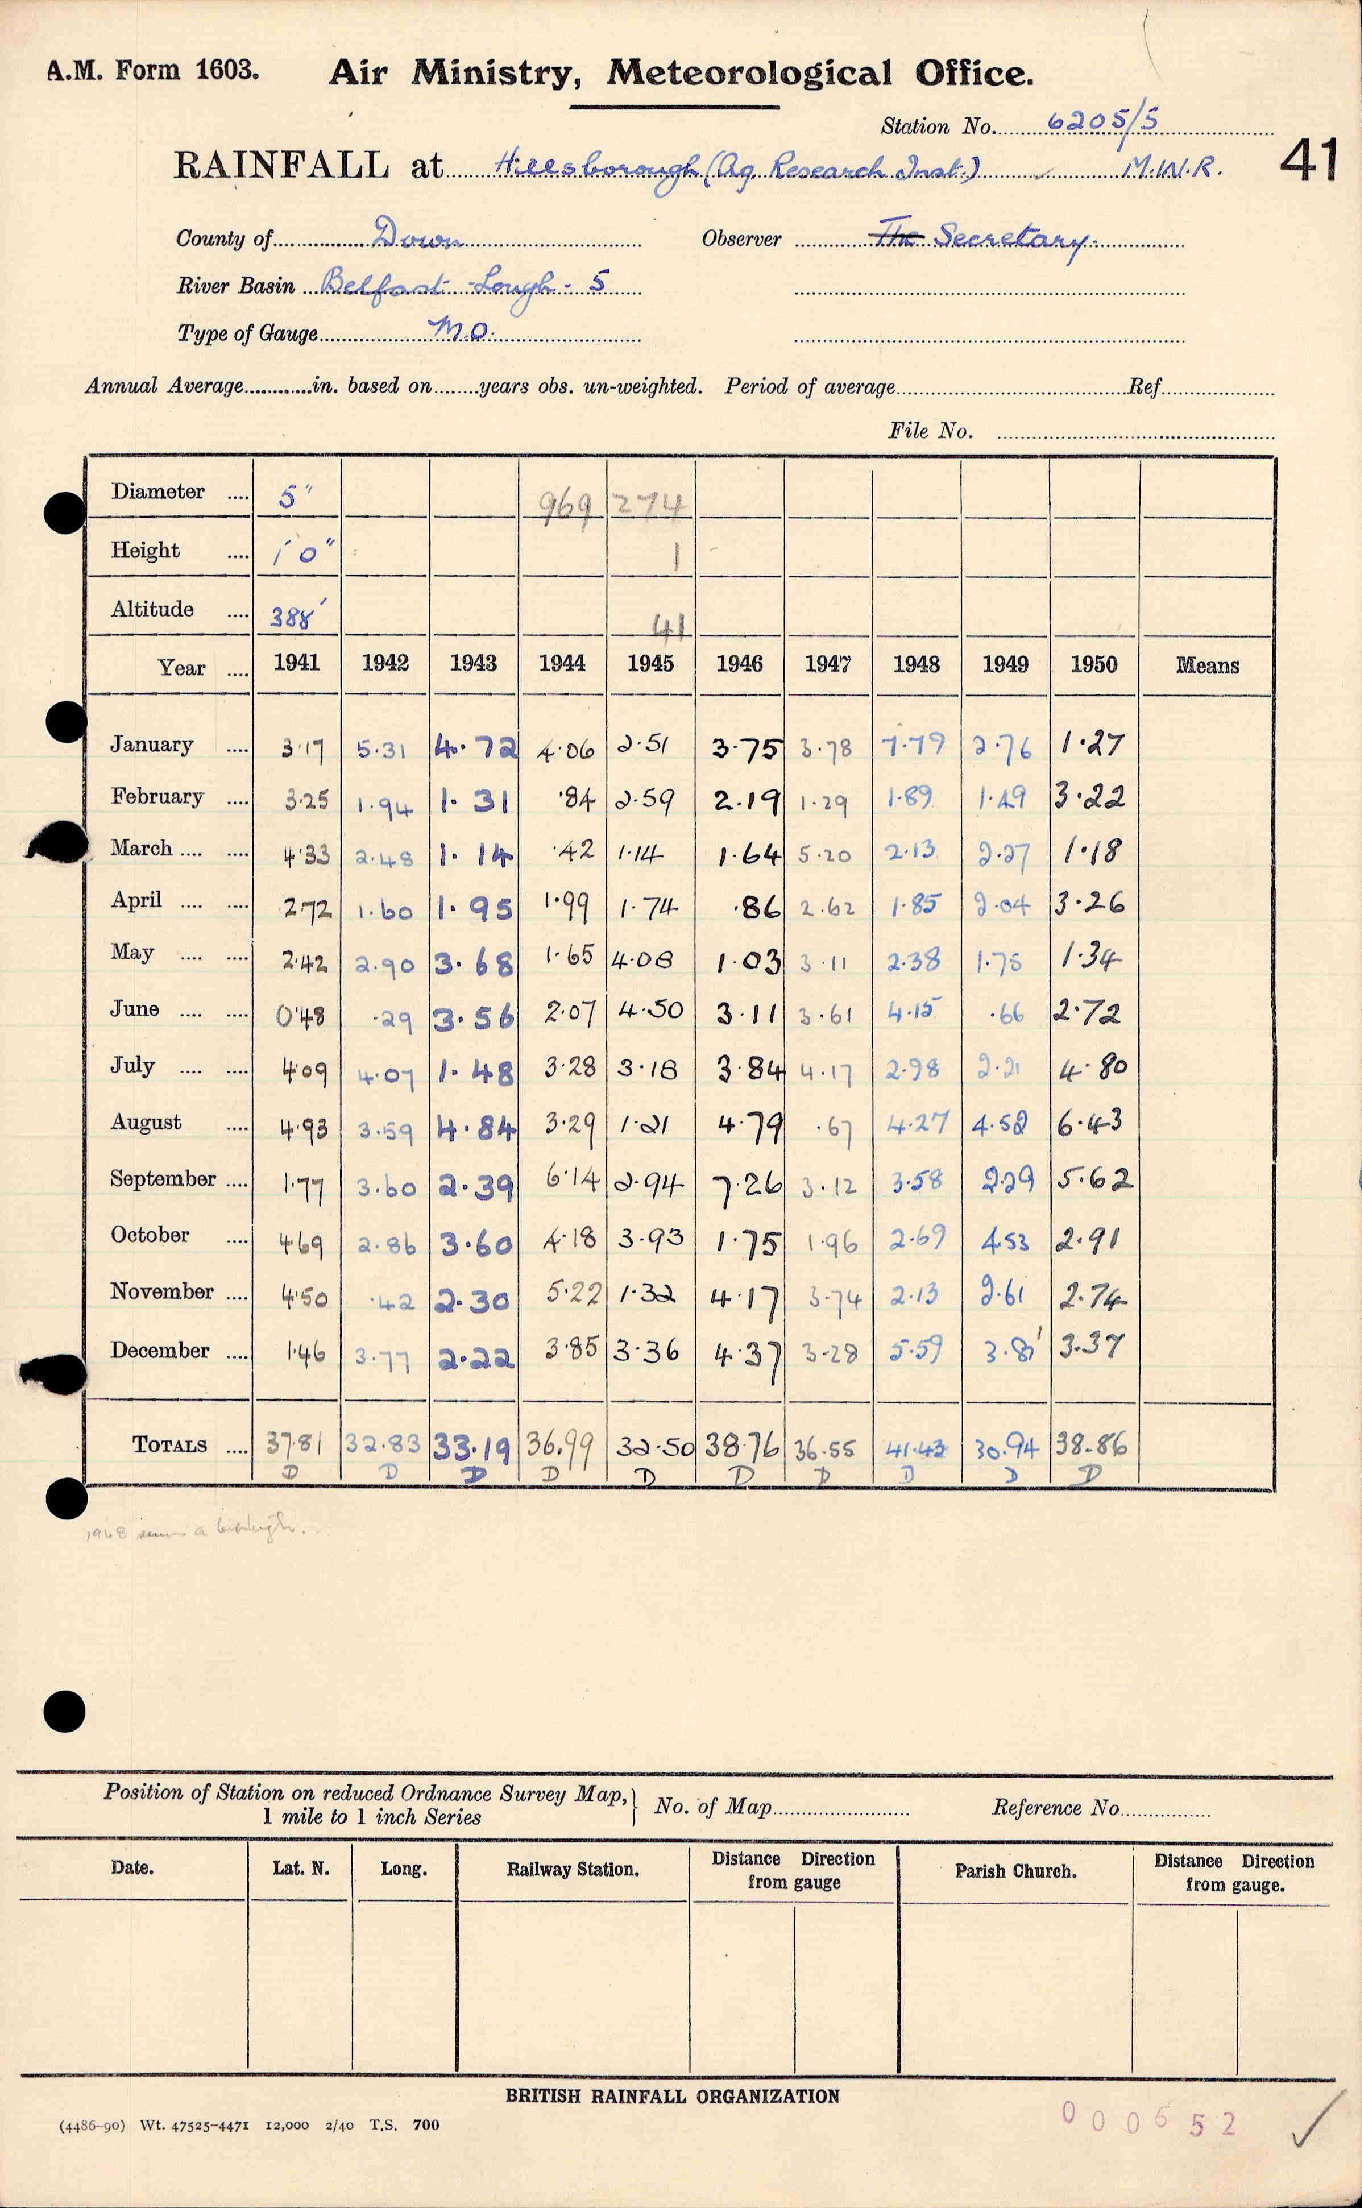 A.M. Form 1603. Air Ministry, Meteorological Office.
Station No. 6205/5
RAINFALL at Hillsborough (Ag. Research Inst.) M.W.R. 41
County of Down Observer The Secretary.
River Basin Belfast Lough - 5
Type of Gauge M.O.
Annual Average in. based on years obs. un-weighted. Period of average Ref.
File No.
Diameter 5" 969 274
Height 1' 0" 1
Altitude 388' 41
Year 1941 1942 1943 1944 1945 1946 1947 1948 1949 1950 Means
January 3·17 5·31 4·72 4·06 2·51 3·75 3·78 7·79 2·76 1·27
February 3·25 1·94 1·31 ·84 2·59 2·19 1·29 1·89 1·49 3·22
March 4·33 2·48 1·14 ·42 1·14 1·64 5·20 2·13 2·27 1·18
April 2·72 1·60 1·95 1·99 1·74 ·86 2·62 1·85 2·04 3·26
May 2·42 2·90 3·68 1·65 4·08 1·03 3·11 2·38 1·75 1·34
June 0·48 ·29 3·56 2·07 4·50 3·11 3·61 4·15 ·66 2·72
July 4·09 4·07 1·48 3·28 3·18 3·84 4·17 2·98 2·21 4·80
August 4·93 3·59 4·84 3·29 1·21 4·79 ·67 4·27 4·52 6·43
September 1·77 3·60 2·39 6·14 2·94 7·26 3·12 3·58 2·29 5·62
October 4·69 2·86 3·60 4·18 3·93 1·75 1·96 2·69 4·53 2·91
November 4·50 ·42 2·30 5·22 1·32 4·17 3·74 2·13 2·61 2·74
December 1·46 3·77 2·22 3·85 3·36 4·37 3·28 5·59 3·81 3·37
TOTALS 37·81 32·83 33·19 36·99 32·50 38·76 36·55 41·43 30·94 38·86
D D D D D D D D D D
1948 seems a bit high.
Position of Station on reduced Ordnance Survey Map, 1 mile to 1 inch Series } No. of Map Reference No.
Date. Lat. N. Long. Railway Station. Distance Direction from gauge Parish Church. Distance Direction from gauge.
BRITISH RAINFALL ORGANIZATION
(4486-90) Wt. 47525-4471 12,000 2/40 T.S. 700
000652